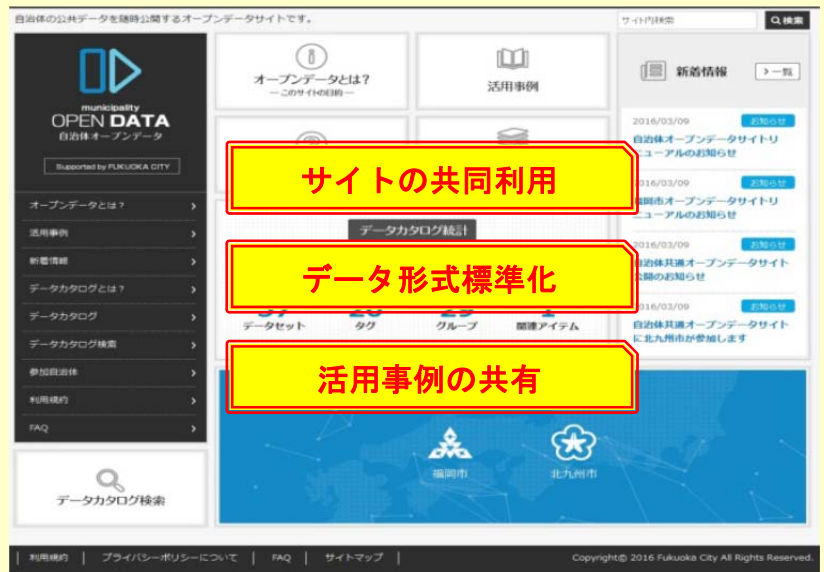 自治体の公共データを随時公開するオープンデータサイトです。
サイト内検索
検索
municipality
OPEN DATA
自治体オープンデータ
Supported by FUKUOKA CITY
オープンデータとは?
活用事例
新着情報
データカタログとは?
データカタログ
データカタログ検索
参加自治体
利用規約
FAQ
データカタログ検索
オープンデータとは?
ーこのサイトの目的ー
活用事例
サイトの共同利用
データカタログ統計
データ形式標準化
データセット
タグ
グループ
関連アイテム
活用事例の共有
福岡市
北九州市
新着情報
一覧
2016/03/09
お知らせ
自治体オープンデータサイトリ
ニューアルのお知らせ
2016/03/09
お知らせ
福岡市オープンデータサイトリ
ニューアルのお知らせ
2016/03/09
お知らせ
自治体共通オープンデータサイト
公開のお知らせ
2016/03/09
お知らせ
自治体共通オープンデータサイト
に北九州市が参加します
利用規約 | プライバシーポリシーについて | FAQ | サイトマップ |
Copyright© 2016 Fukuoka City All Rights Reserved.